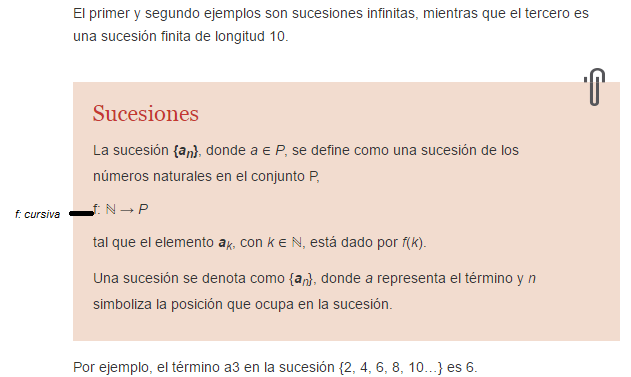 El primer y segundo ejemplos son sucesiones infinitas, mientras que el tercero es
una sucesión finita de longitud 10.
Sucesiones
La sucesión {aₙ}, donde a ∈ P, se define como una sucesión de los
números naturales en el conjunto P,
f: cursiva
f: ℕ → P
tal que el elemento aₖ, con k ∈ ℕ, está dado por f(k).
Una sucesión se denota como {aₙ}, donde a representa el término y n
simboliza la posición que ocupa en la sucesión.
Por ejemplo, el término a3 en la sucesión {2, 4, 6, 8, 10…} es 6.